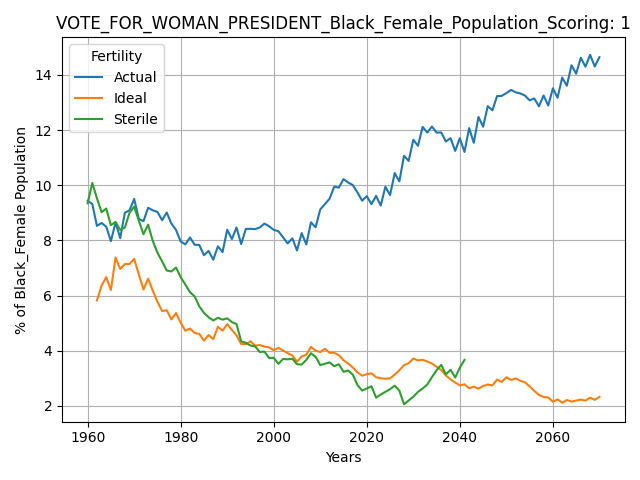 VOTE_FOR_WOMAN_PRESIDENT_Black_Female_Population_Scoring: 1
Fertility
Actual
Ideal
Sterile
% of Black_Female Population
14
12
10
8
6
4
2
1960 1980 2000 2020 2040 2060
Years